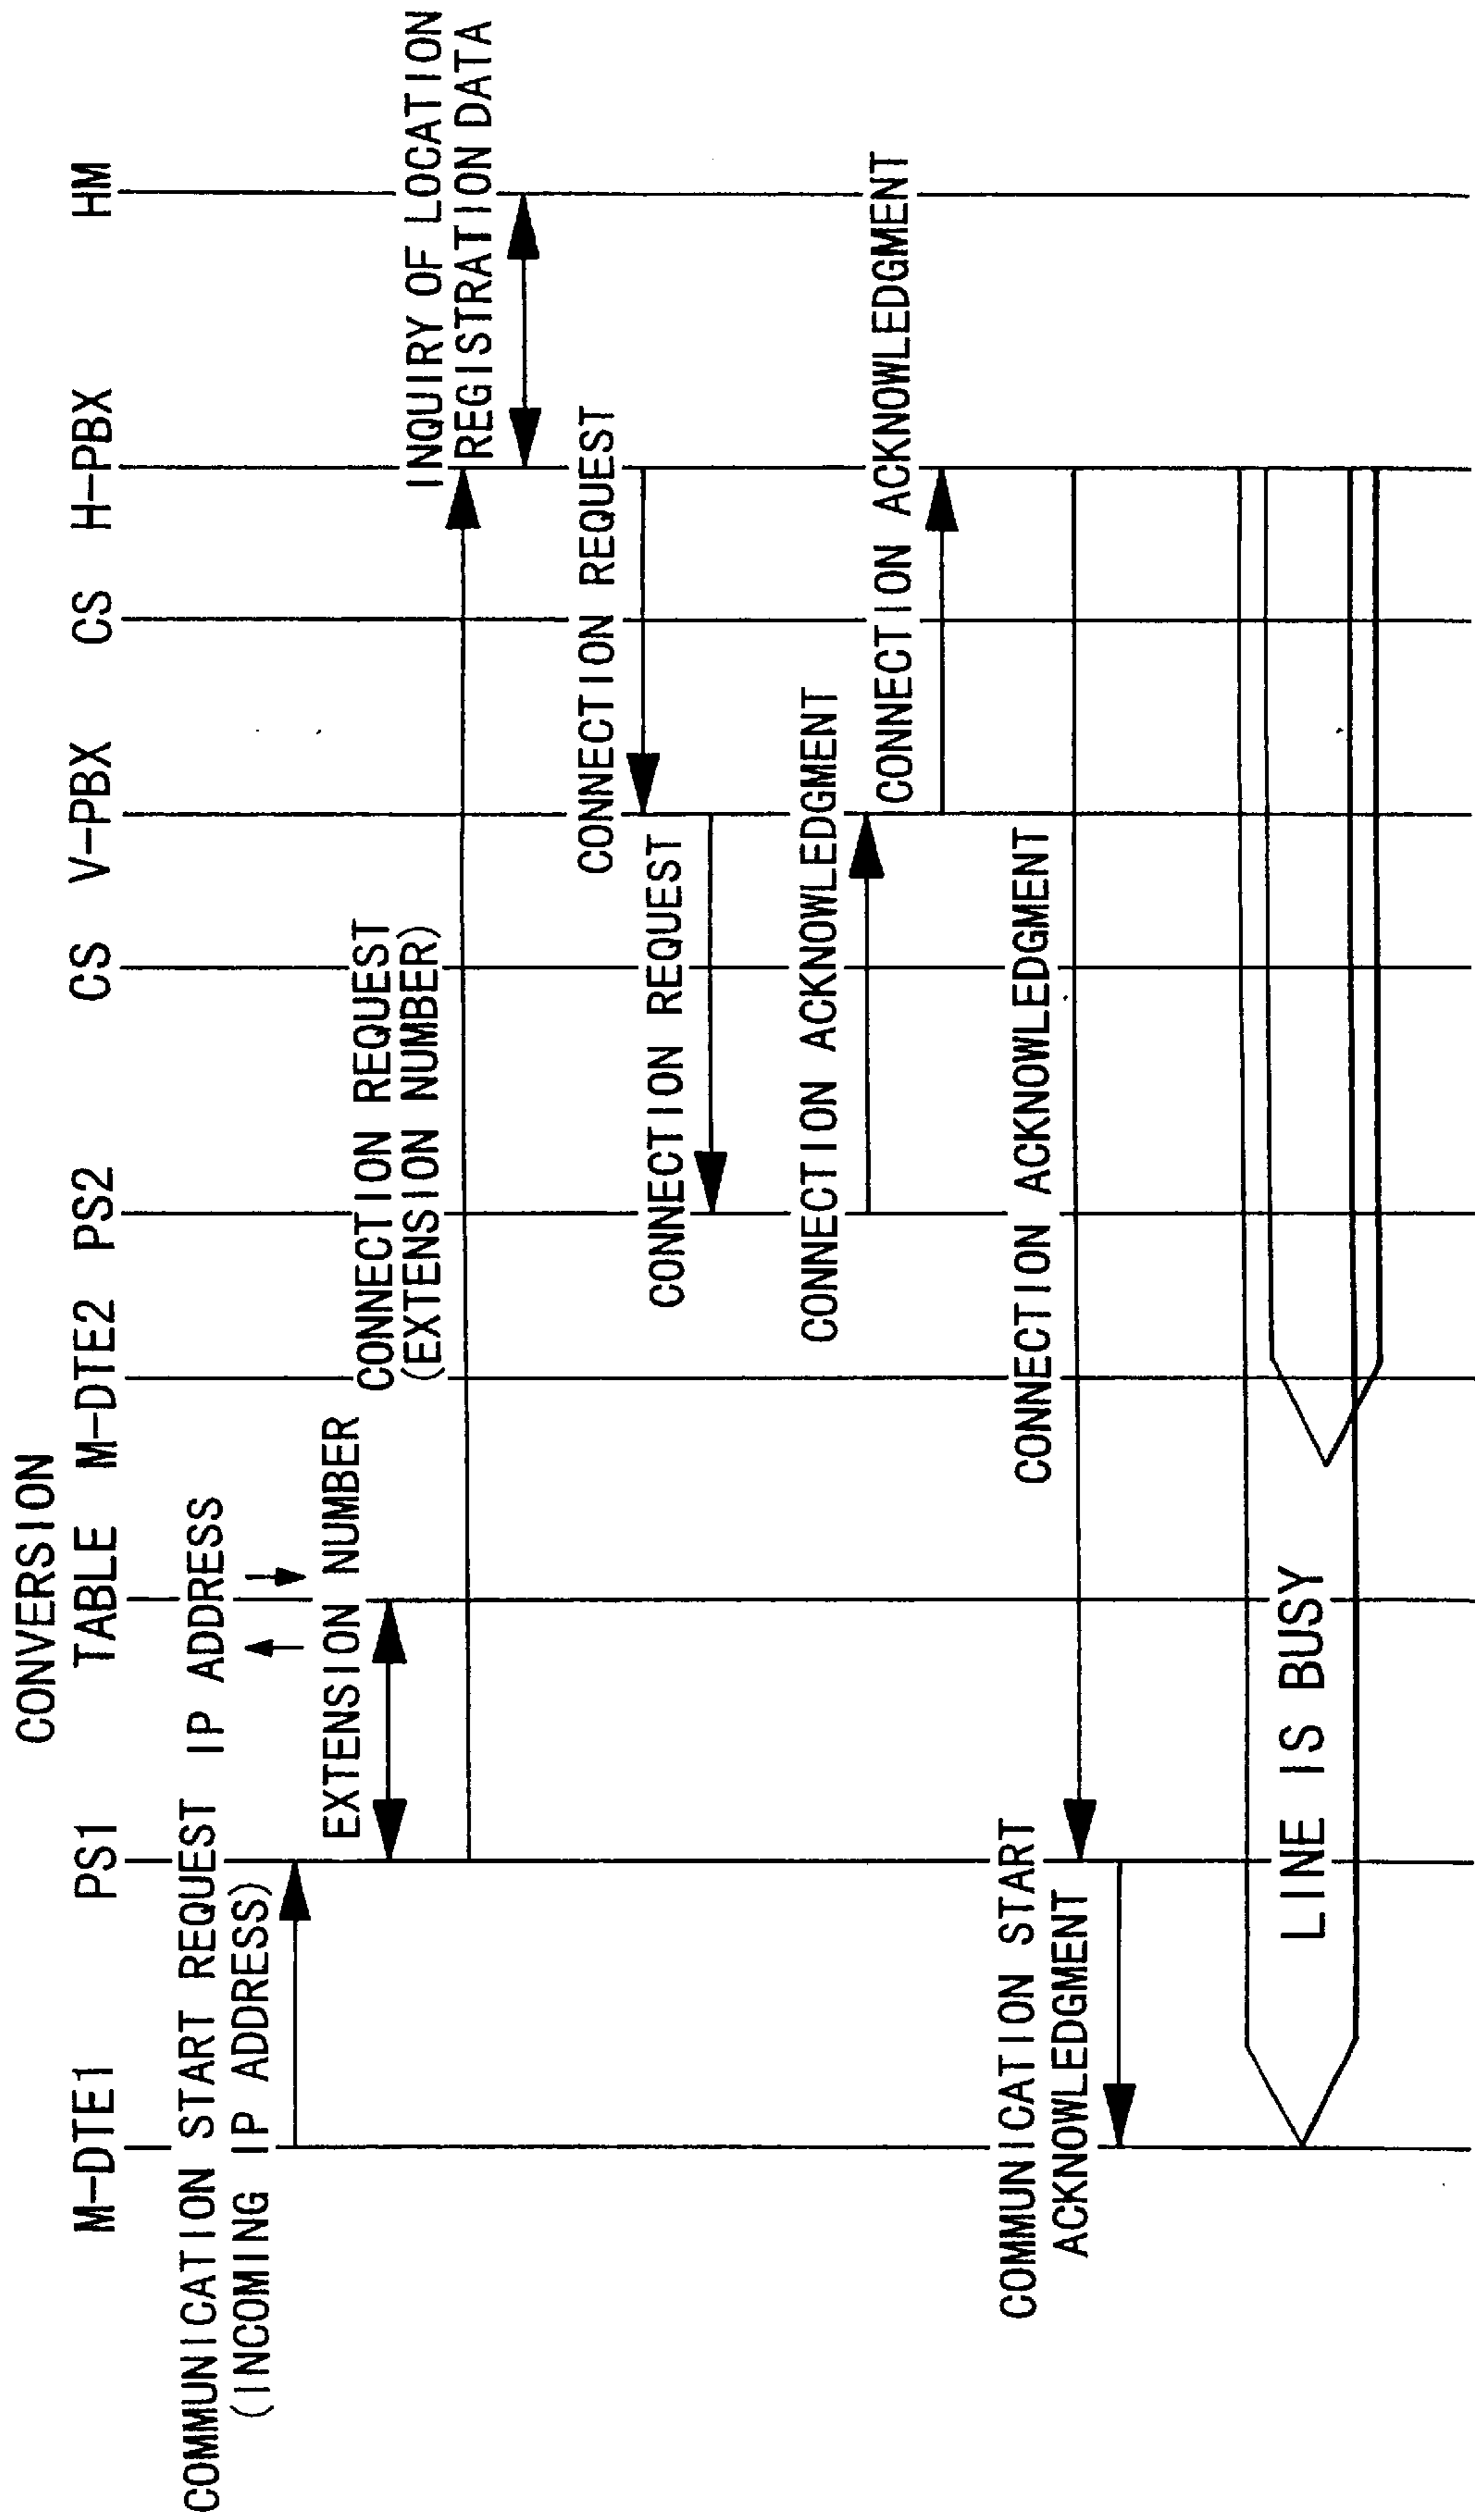 CONVERSION
M-DTE1 PS1 TABLE M-DTE2 PS2 CS V-PBX CS H-PBX HM
COMMUNICATION START REQUEST
(INCOMING IP ADDRESS)
IP ADDRESS
EXTENSION NUMBER
CONNECTION REQUEST
(EXTENSION NUMBER)
INQUIRY OF LOCATION
REGISTRATION DATA
CONNECTION REQUEST
CONNECTION REQUEST
CONNECTION ACKNOWLEDGMENT
CONNECTION ACKNOWLEDGMENT
CONNECTION ACKNOWLEDGMENT
COMMUNICATION START
ACKNOWLEDGMENT
LINE IS BUSY